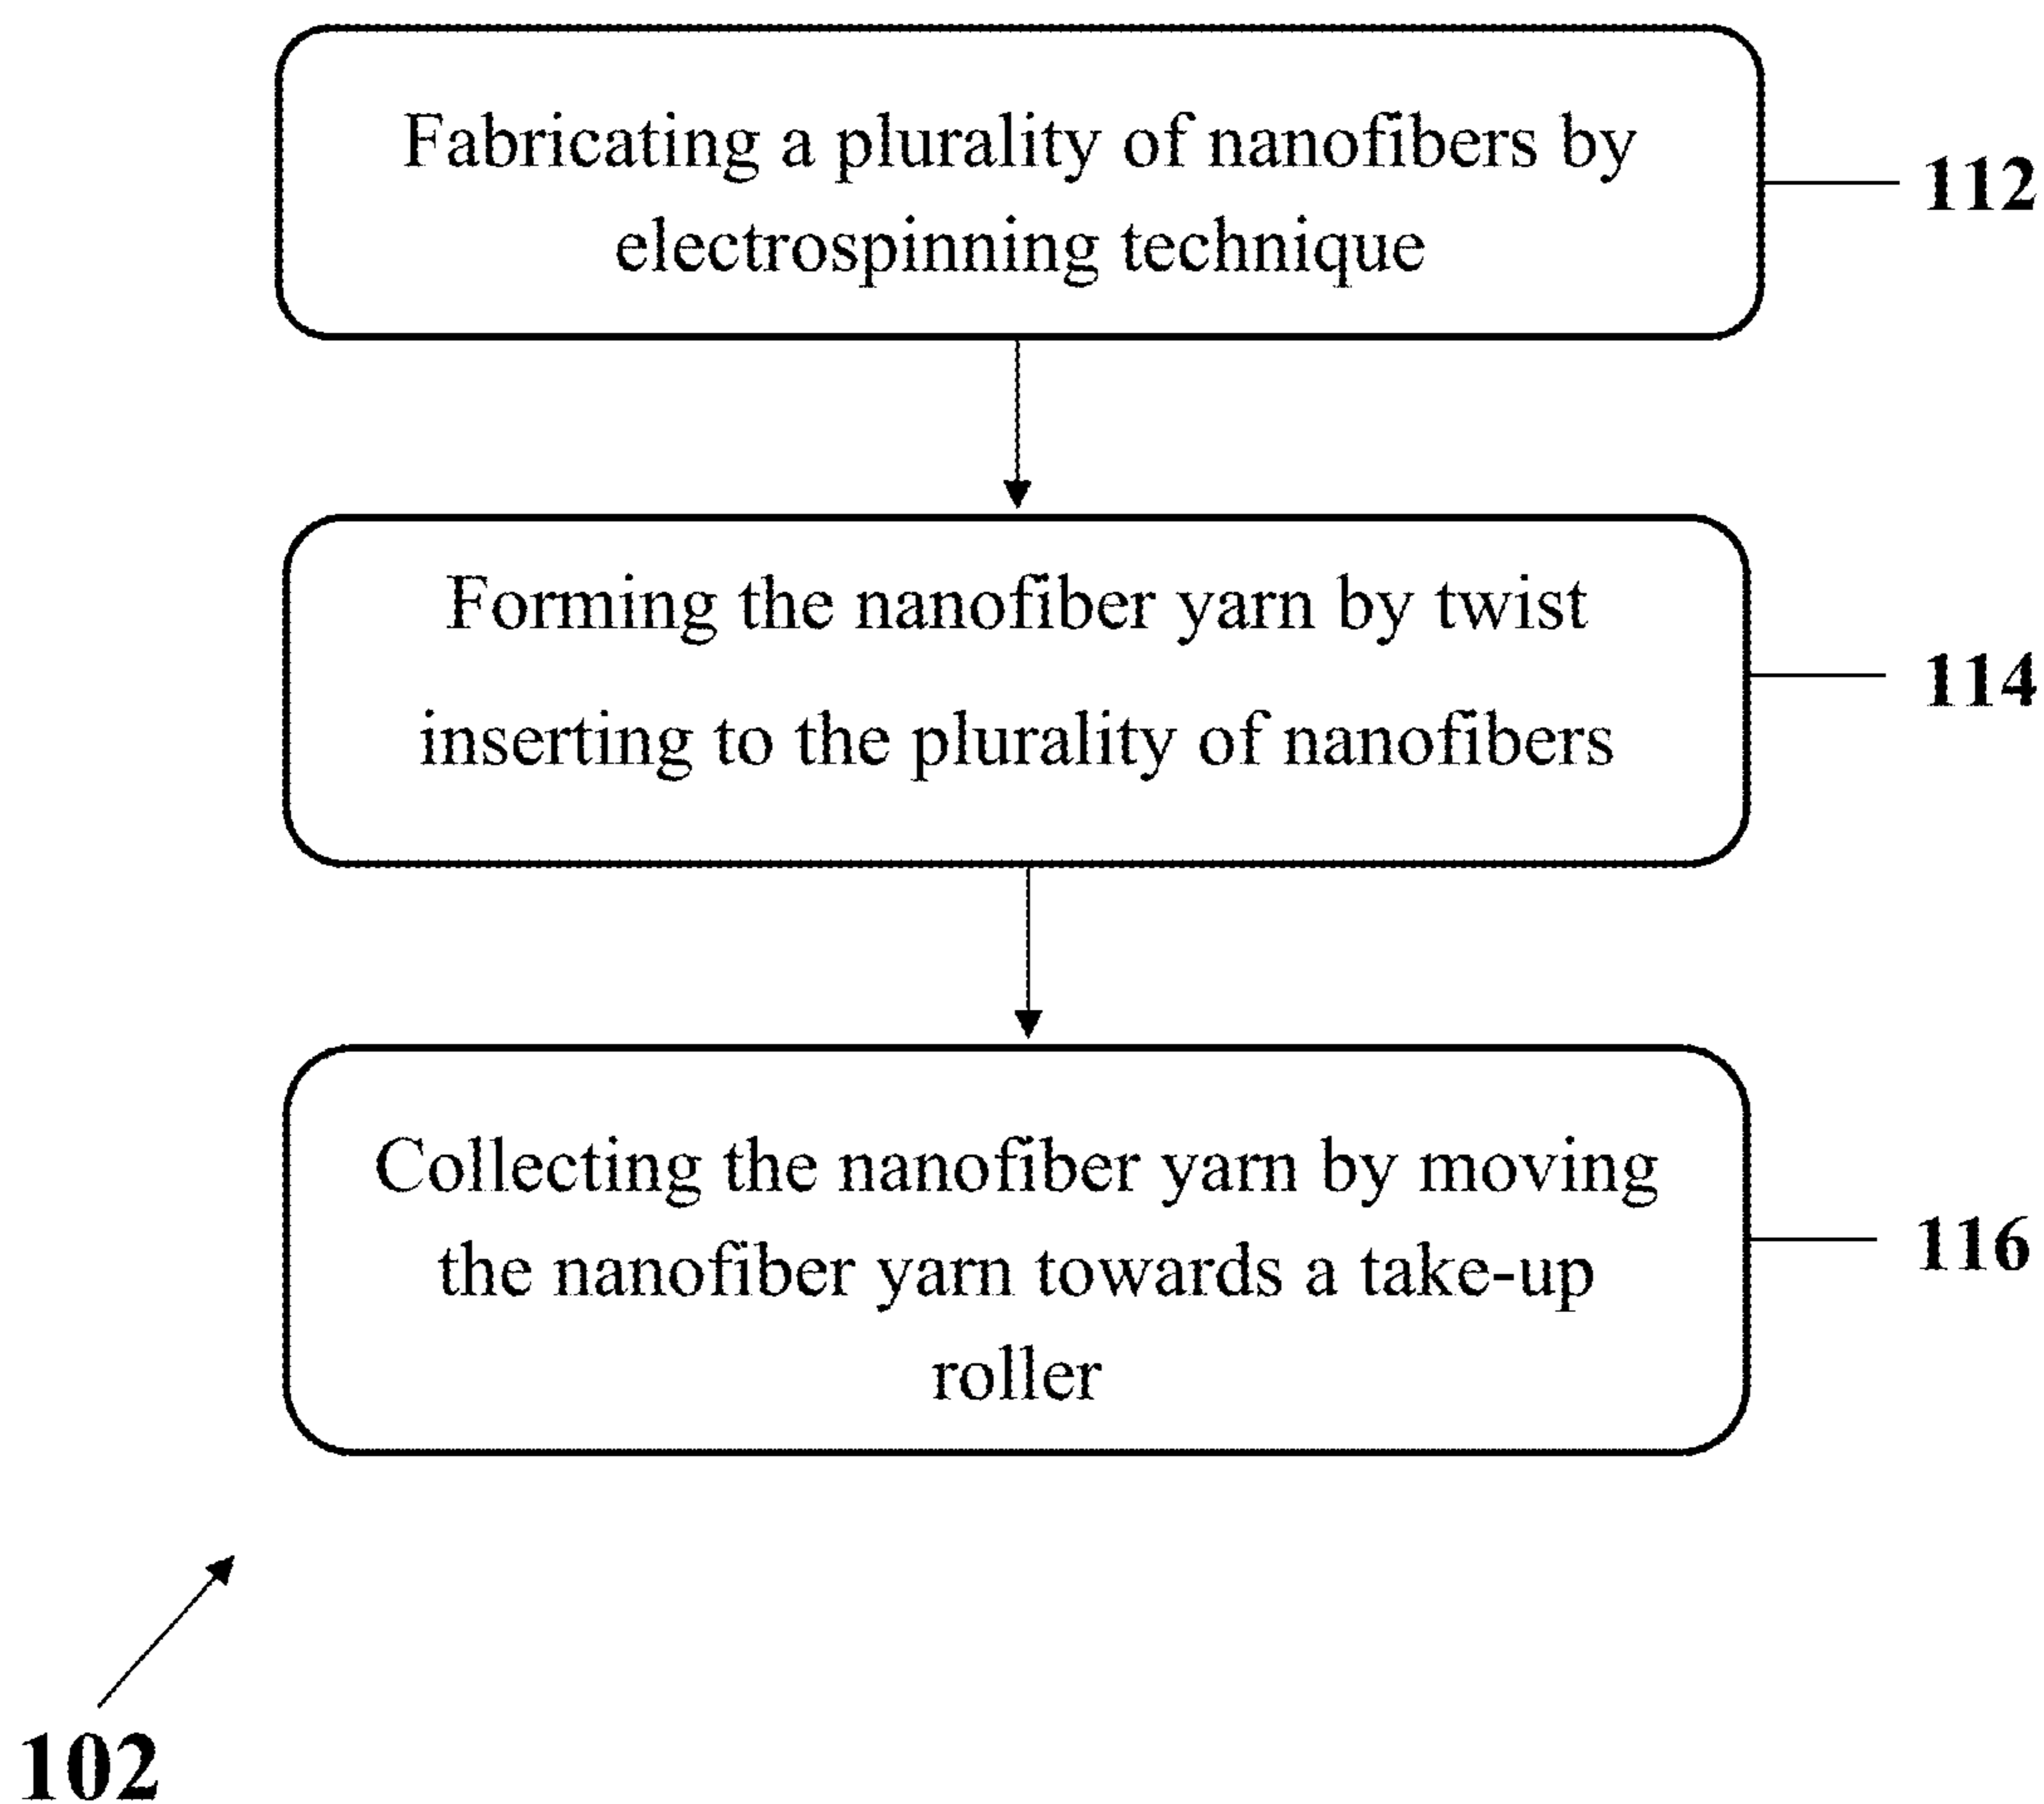 Fabricating a plurality of nanofibers by
electrospinning technique
112
Forming the nanofiber yarn by twist
inserting to the plurality of nanofibers
114
Collecting the nanofiber yarn by moving
the nanofiber yarn towards a take-up
roller
116
102